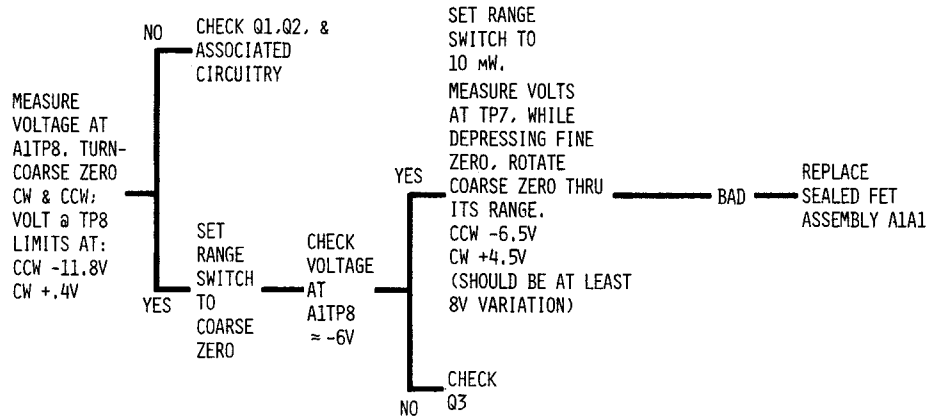 MEASURE
VOLTAGE AT
A1TP8. TURN-
COARSE ZERO
CW & CCW;
VOLT @ TP8
LIMITS AT:
CCW -11.8V
CW +.4V
NO
CHECK Q1,Q2, &
ASSOCIATED
CIRCUITRY
YES
SET
RANGE
SWITCH
TO
COARSE
ZERO
CHECK
VOLTAGE
AT
A1TP8
≈ -6V
YES
SET RANGE
SWITCH TO
10 MW.
MEASURE VOLTS
AT TP7, WHILE
DEPRESSING FINE
ZERO, ROTATE
COARSE ZERO THRU
ITS RANGE.
CCW -6.5V
CW +4.5V
(SHOULD BE AT LEAST
8V VARIATION)
BAD
REPLACE
SEALED FET
ASSEMBLY A1A1
NO
CHECK
Q3